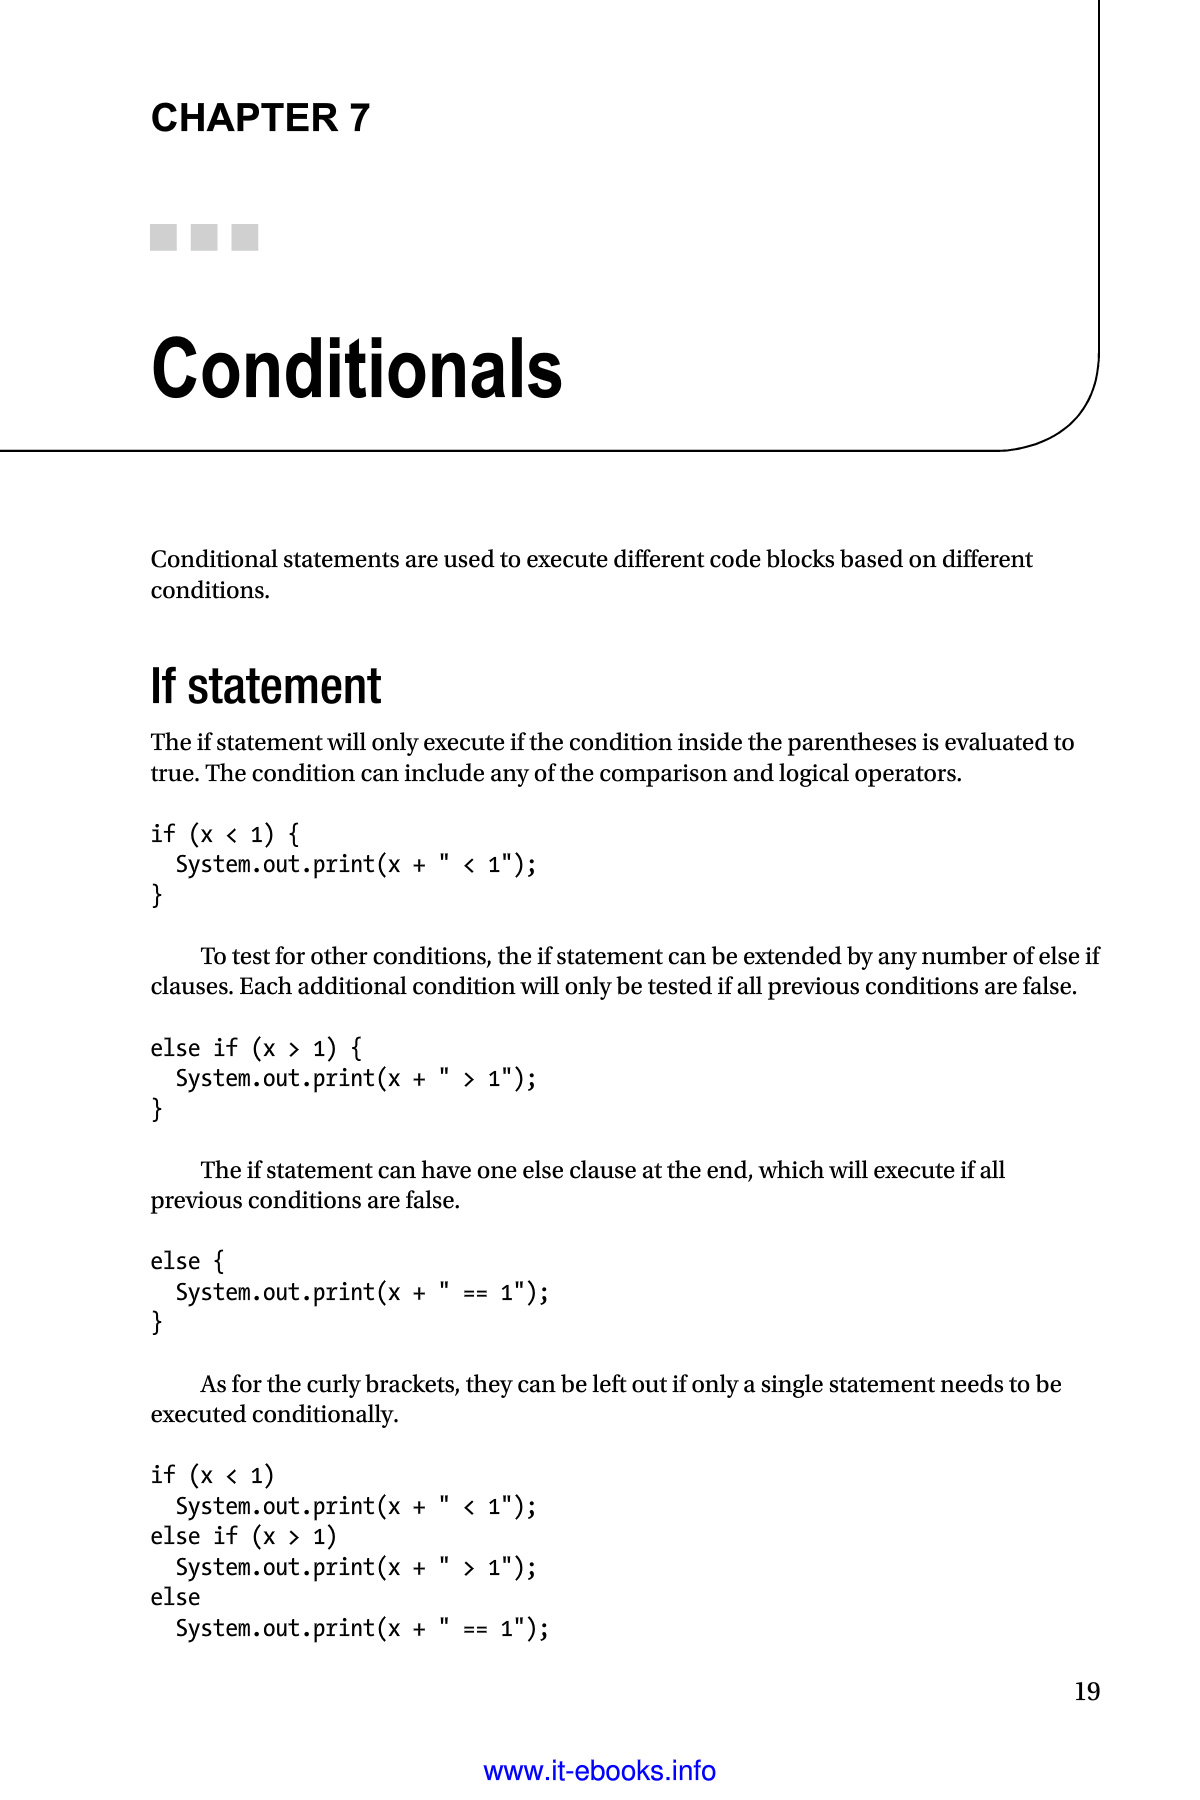 CHAPTER 7
Conditionals
Conditional statements are used to execute different code blocks based on different
conditions.
If statement
The if statement will only execute if the condition inside the parentheses is evaluated to
true. The condition can include any of the comparison and logical operators.
if (x < 1) {
  System.out.print(x + " < 1");
}
To test for other conditions, the if statement can be extended by any number of else if
clauses. Each additional condition will only be tested if all previous conditions are false.
else if (x > 1) {
  System.out.print(x + " > 1");
}
The if statement can have one else clause at the end, which will execute if all
previous conditions are false.
else {
  System.out.print(x + " == 1");
}
As for the curly brackets, they can be left out if only a single statement needs to be
executed conditionally.
if (x < 1)
  System.out.print(x + " < 1");
else if (x > 1)
  System.out.print(x + " > 1");
else
  System.out.print(x + " == 1");
19
www.it-ebooks.info